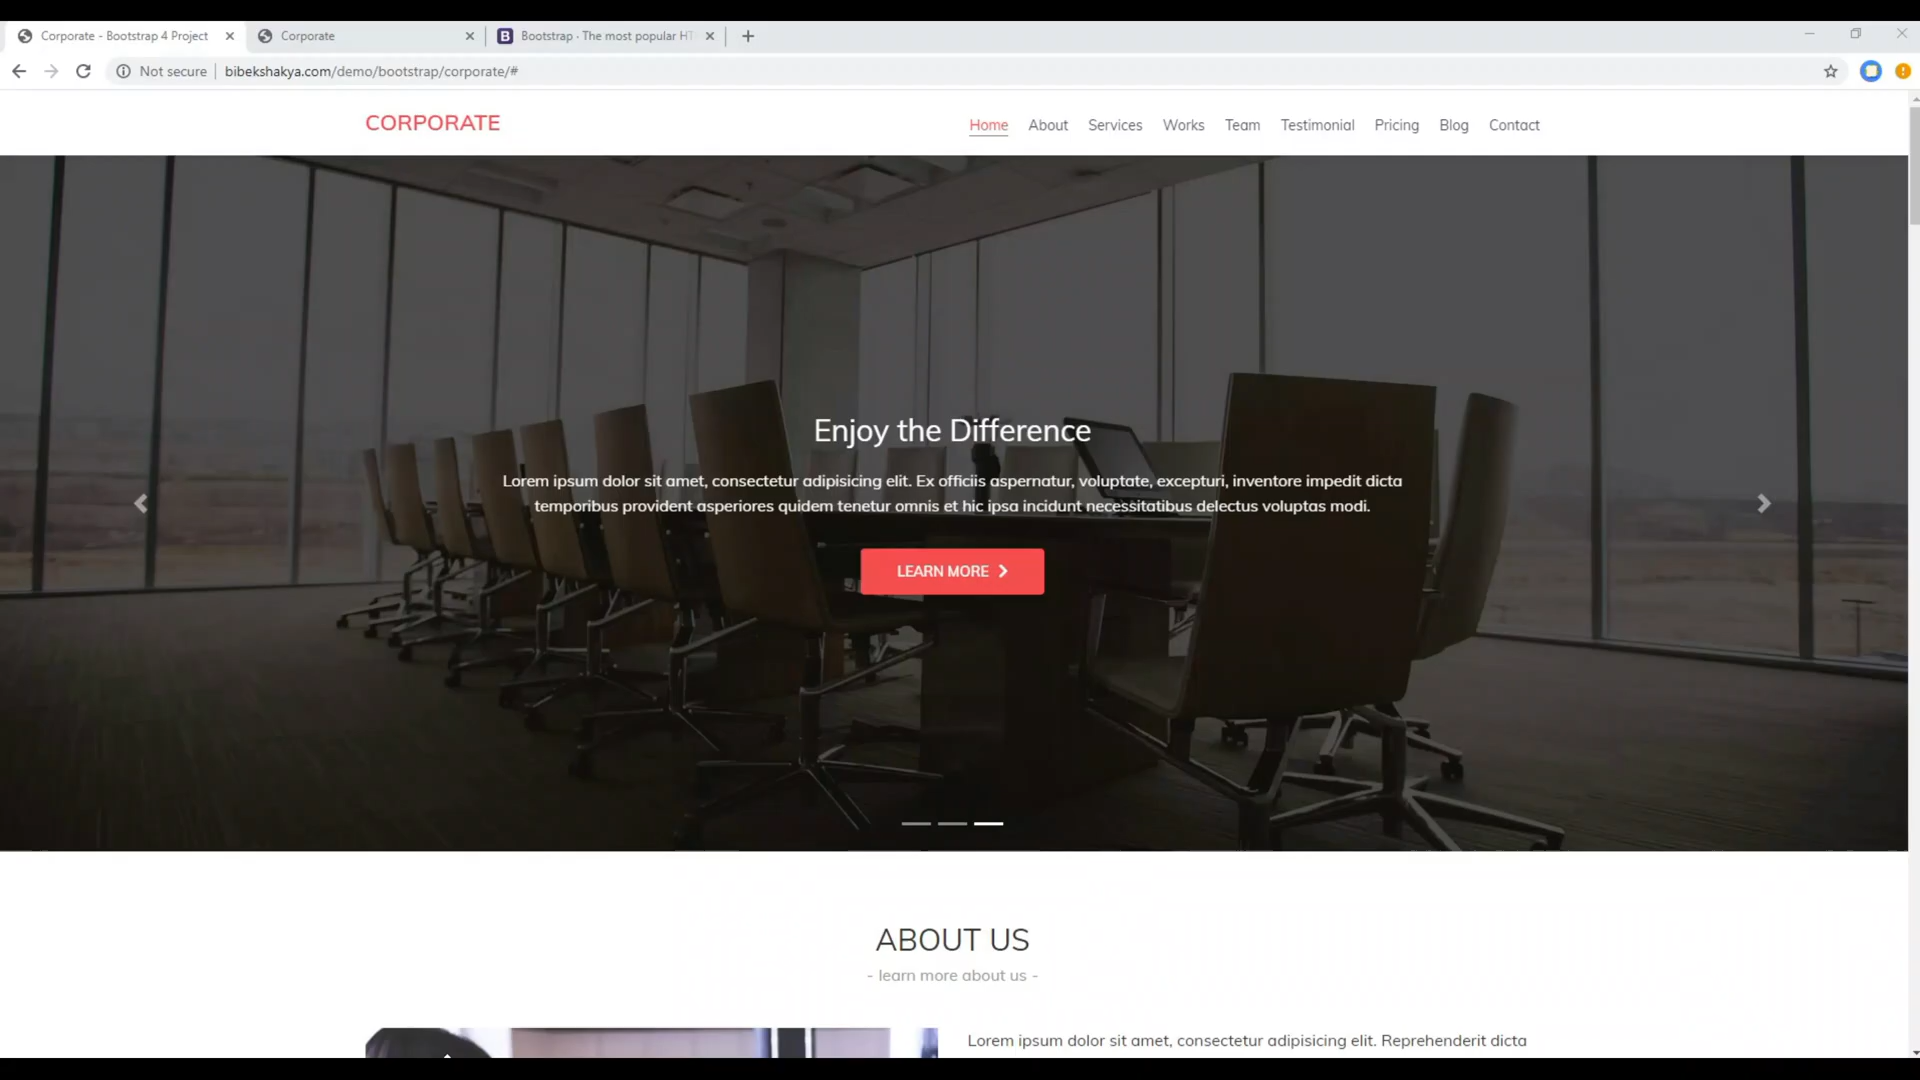 Corporate - Bootstrap 4 Project
Corporate
Bootstrap · The most popular HT
Not secure
bibekshakya.com/demo/bootstrap/corporate/#
CORPORATE
Home
About
Services
Works
Team
Testimonial
Pricing
Blog
Contact
Enjoy the Difference
Lorem ipsum dolor sit amet, consectetur adipisicing elit. Ex officiis aspernatur, voluptate, excepturi, inventore impedit dicta
temporibus provident asperiores quidem tenetur omnis et hic ipsa incidunt necessitatibus delectus voluptas modi.
LEARN MORE
ABOUT US
- learn more about us -
Lorem ipsum dolor sit amet, consectetur adipisicing elit. Reprehenderit dicta